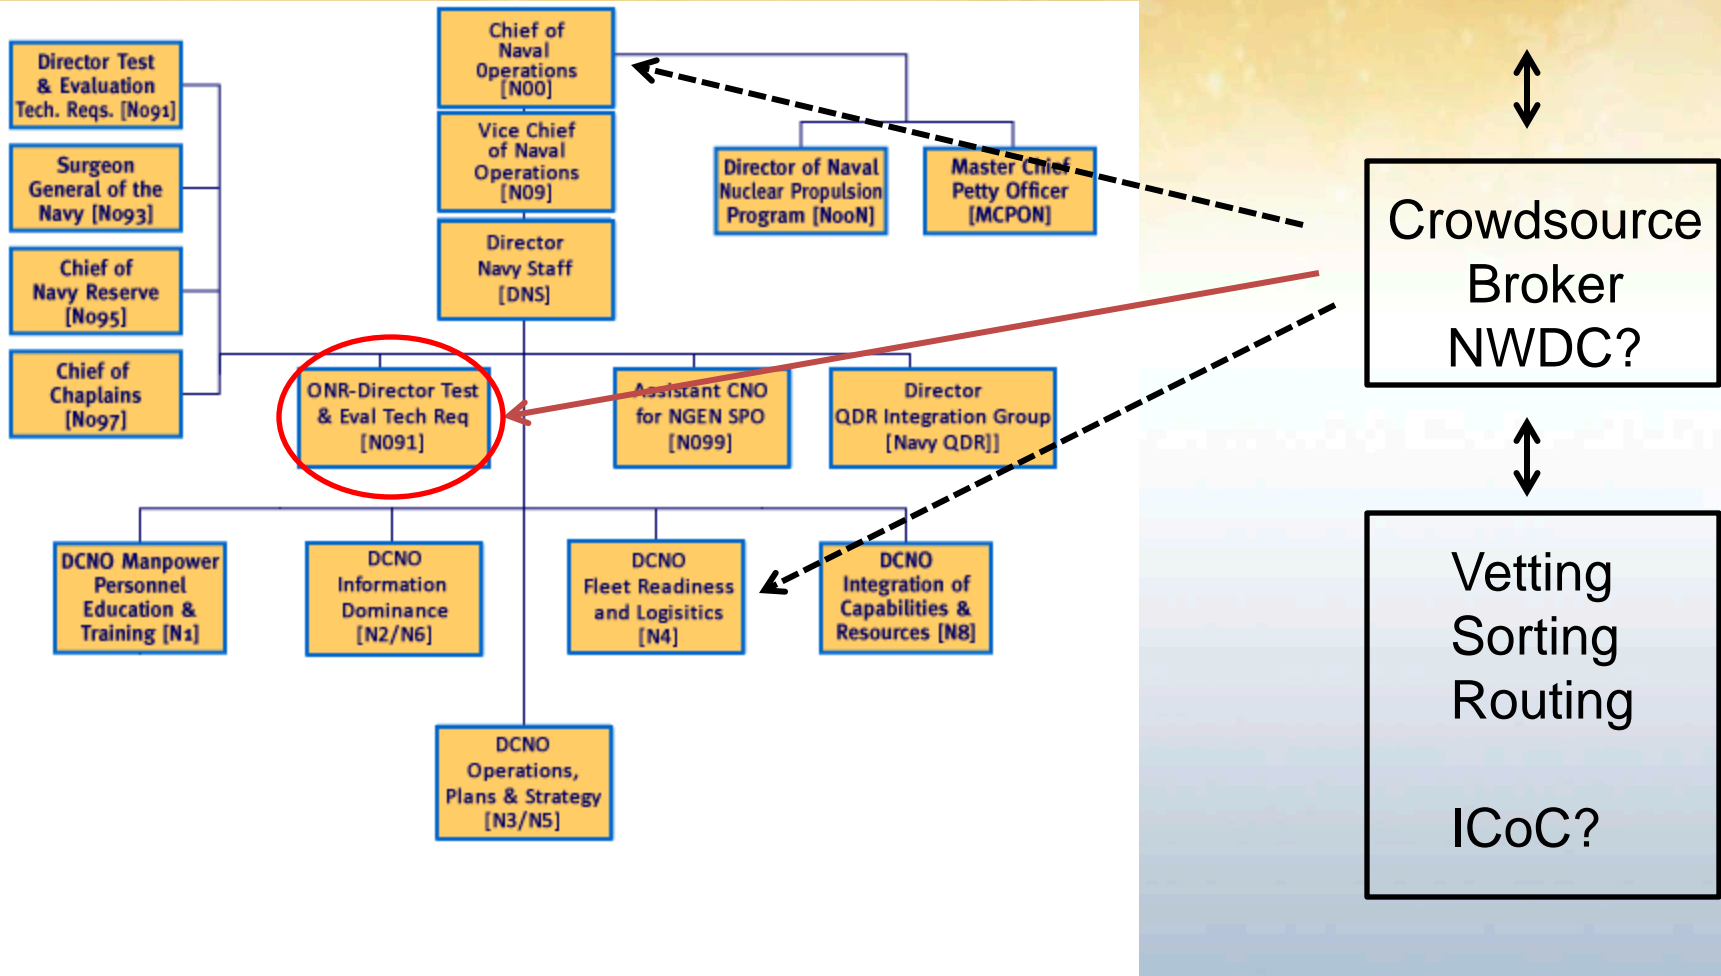 Chief of
Naval
Operations
[N00]
Vice Chief
of Naval
Operations
[N09]
Director
Navy Staff
[DNS]
Director Test
& Evaluation
Tech. Reqs. [No91]
Surgeon
General of the
Navy [No93]
Chief of
Navy Reserve
[No95]
Chief of
Chaplains
[No97]
Director of Naval
Nuclear Propulsion
Program [NooN]
Master Chief
Petty Officer
[MCPON]
ONR-Director Test
& Eval Tech Req
[N091]
Assistant CNO
for NGEN SPO
[N099]
Director
QDR Integration Group
[Navy QDR]]
DCNO Manpower
Personnel
Education &
Training [N1]
DCNO
Information
Dominance
[N2/N6]
DCNO
Fleet Readiness
and Logisitics
[N4]
DCNO
Integration of
Capabilities &
Resources [N8]
DCNO
Operations,
Plans & Strategy
[N3/N5]
Crowdsource
Broker
NWDC?
Vetting
Sorting
Routing
ICoC?